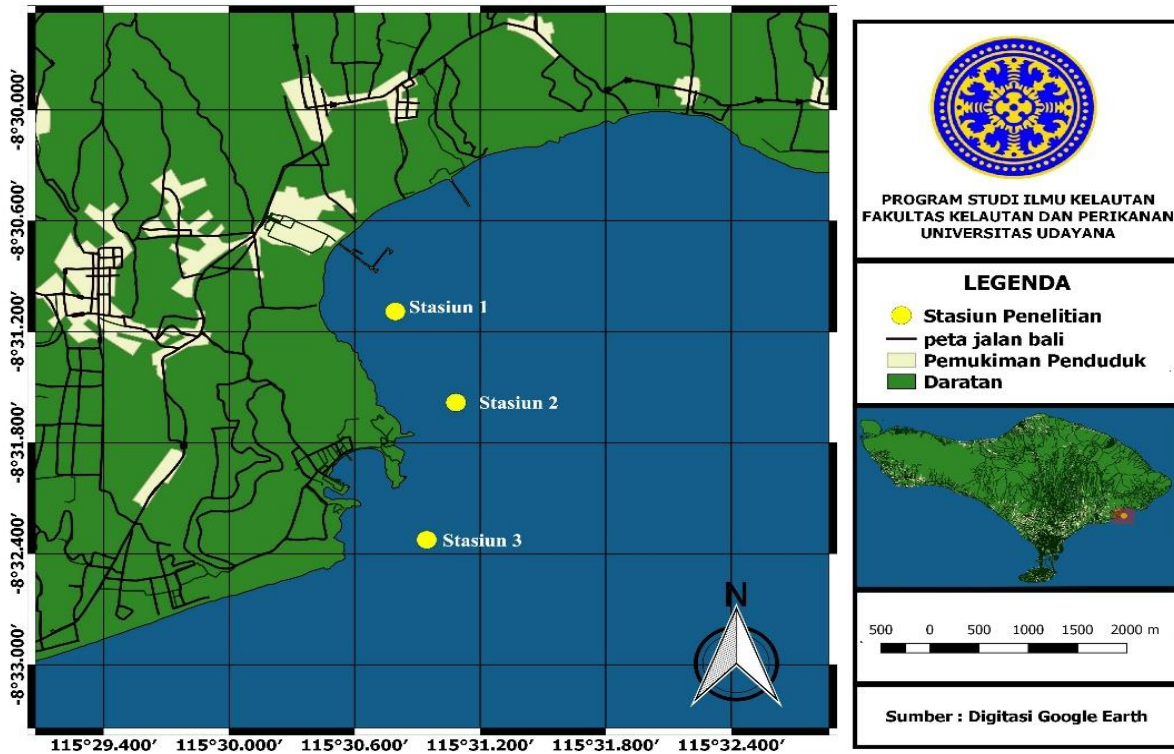 -8°30.000′
-8°30.600′
-8°31.200′
-8°31.800′
-8°32.400′
-8°33.000′
Stasiun 1
Stasiun 2
Stasiun 3
N
115°29.400′ 115°30.000′ 115°30.600′ 115°31.200′ 115°31.800′ 115°32.400′
PROGRAM STUDI ILMU KELAUTAN
FAKULTAS KELAUTAN DAN PERIKANAN
UNIVERSITAS UDAYANA
LEGENDA
Stasiun Penelitian
peta jalan bali
Pemukiman Penduduk
Daratan
500 0 500 1000 1500 2000 m
Sumber : Digitasi Google Earth